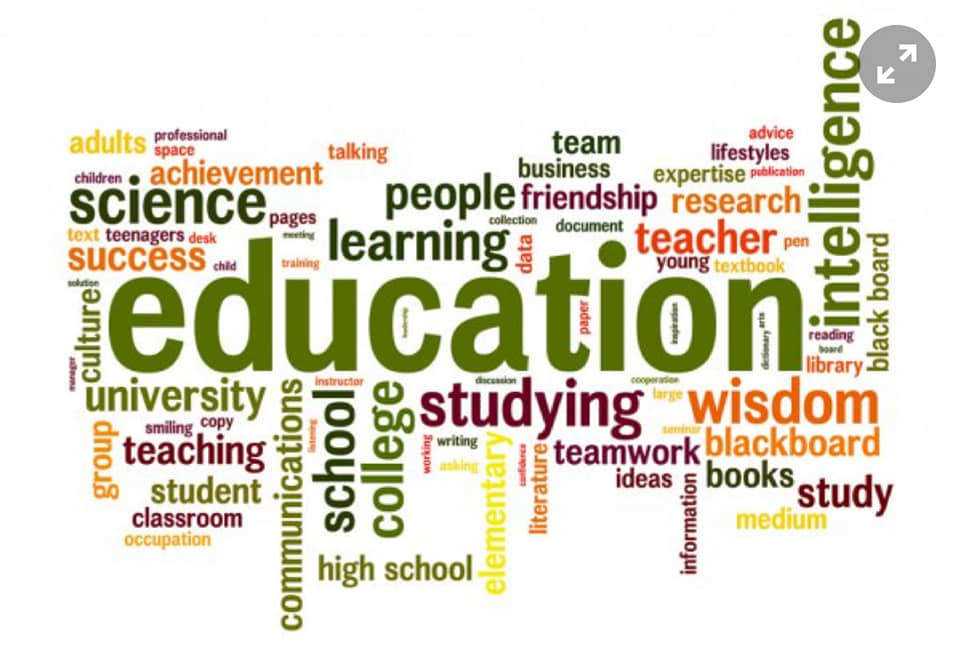 intelligence
adults
professional
space
talking
team
advice
lifestyles
children
achievement
business
expertise
publication
science
pages
people
friendship
research
collection
text
teenagers
desk
meeting
learning
data
document
teacher
pen
success
child
training
young
textbook
black board
solution
culture
education
leadership
paper
inspiration
dictionary
arts
reading
board
library
manager
university
instructor
discussion
cooperation
large
wisdom
communications
school
college
studying
smiling
copy
listening
seminar
group
teaching
working
writing
asking
elementary
confidence
literature
teamwork
blackboard
student
ideas
books
study
classroom
information
medium
occupation
high school